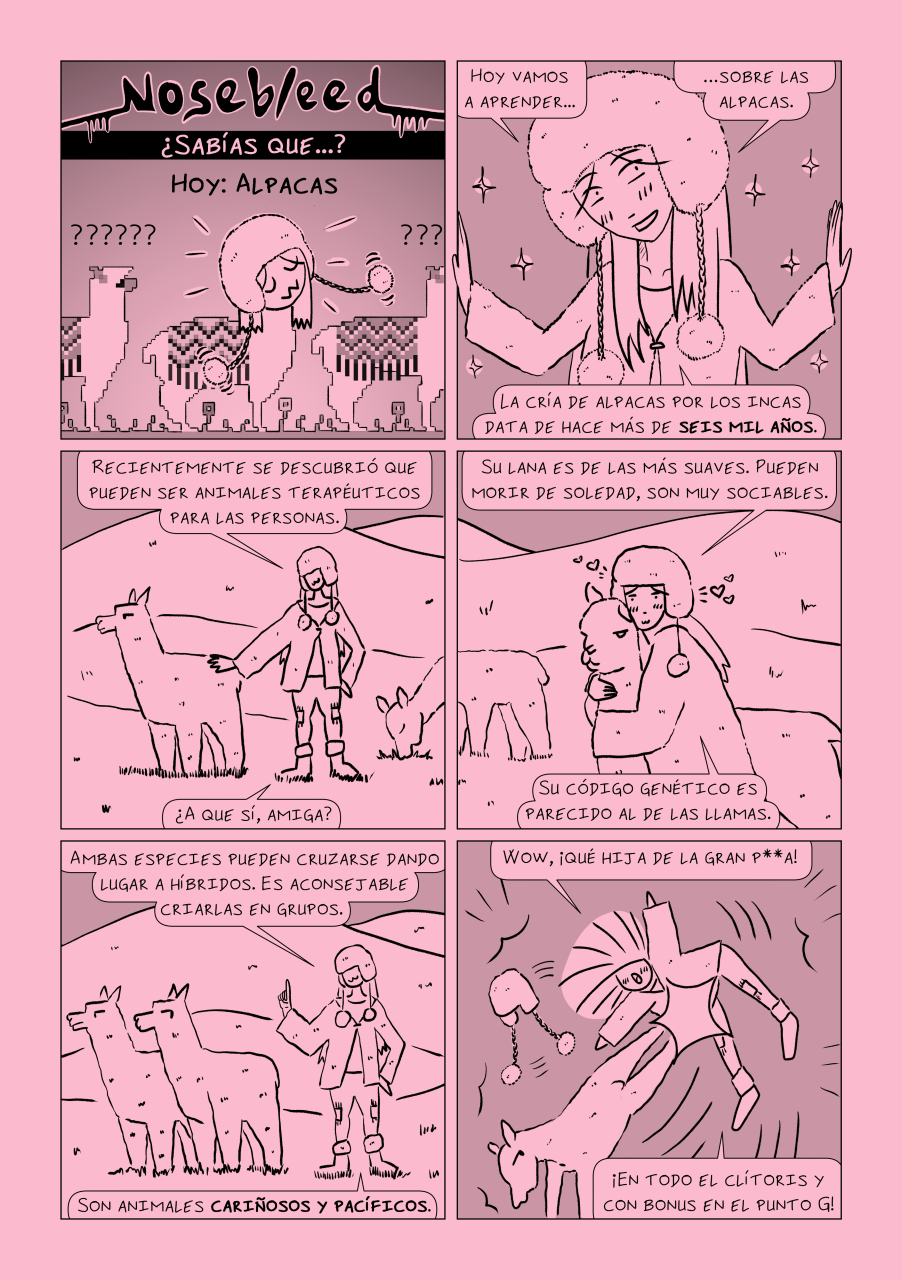 Nosebleed
¿Sabías que...?
Hoy: Alpacas
??????
???
Hoy vamos
a aprender...
...sobre las
alpacas.
La cría de alpacas por los incas
data de hace más de seis mil años.
Recientemente se descubrió que
pueden ser animales terapéuticos
para las personas.
¿A que sí, amiga?
Su lana es de las más suaves. Pueden
morir de soledad, son muy sociables.
Su código genético es
parecido al de las llamas.
Ambas especies pueden cruzarse dando
lugar a híbridos. Es aconsejable
criarlas en grupos.
Son animales cariñosos y pacíficos.
Wow, ¡qué hija de la gran p**a!
¡En todo el clítoris y
con bonus en el punto G!